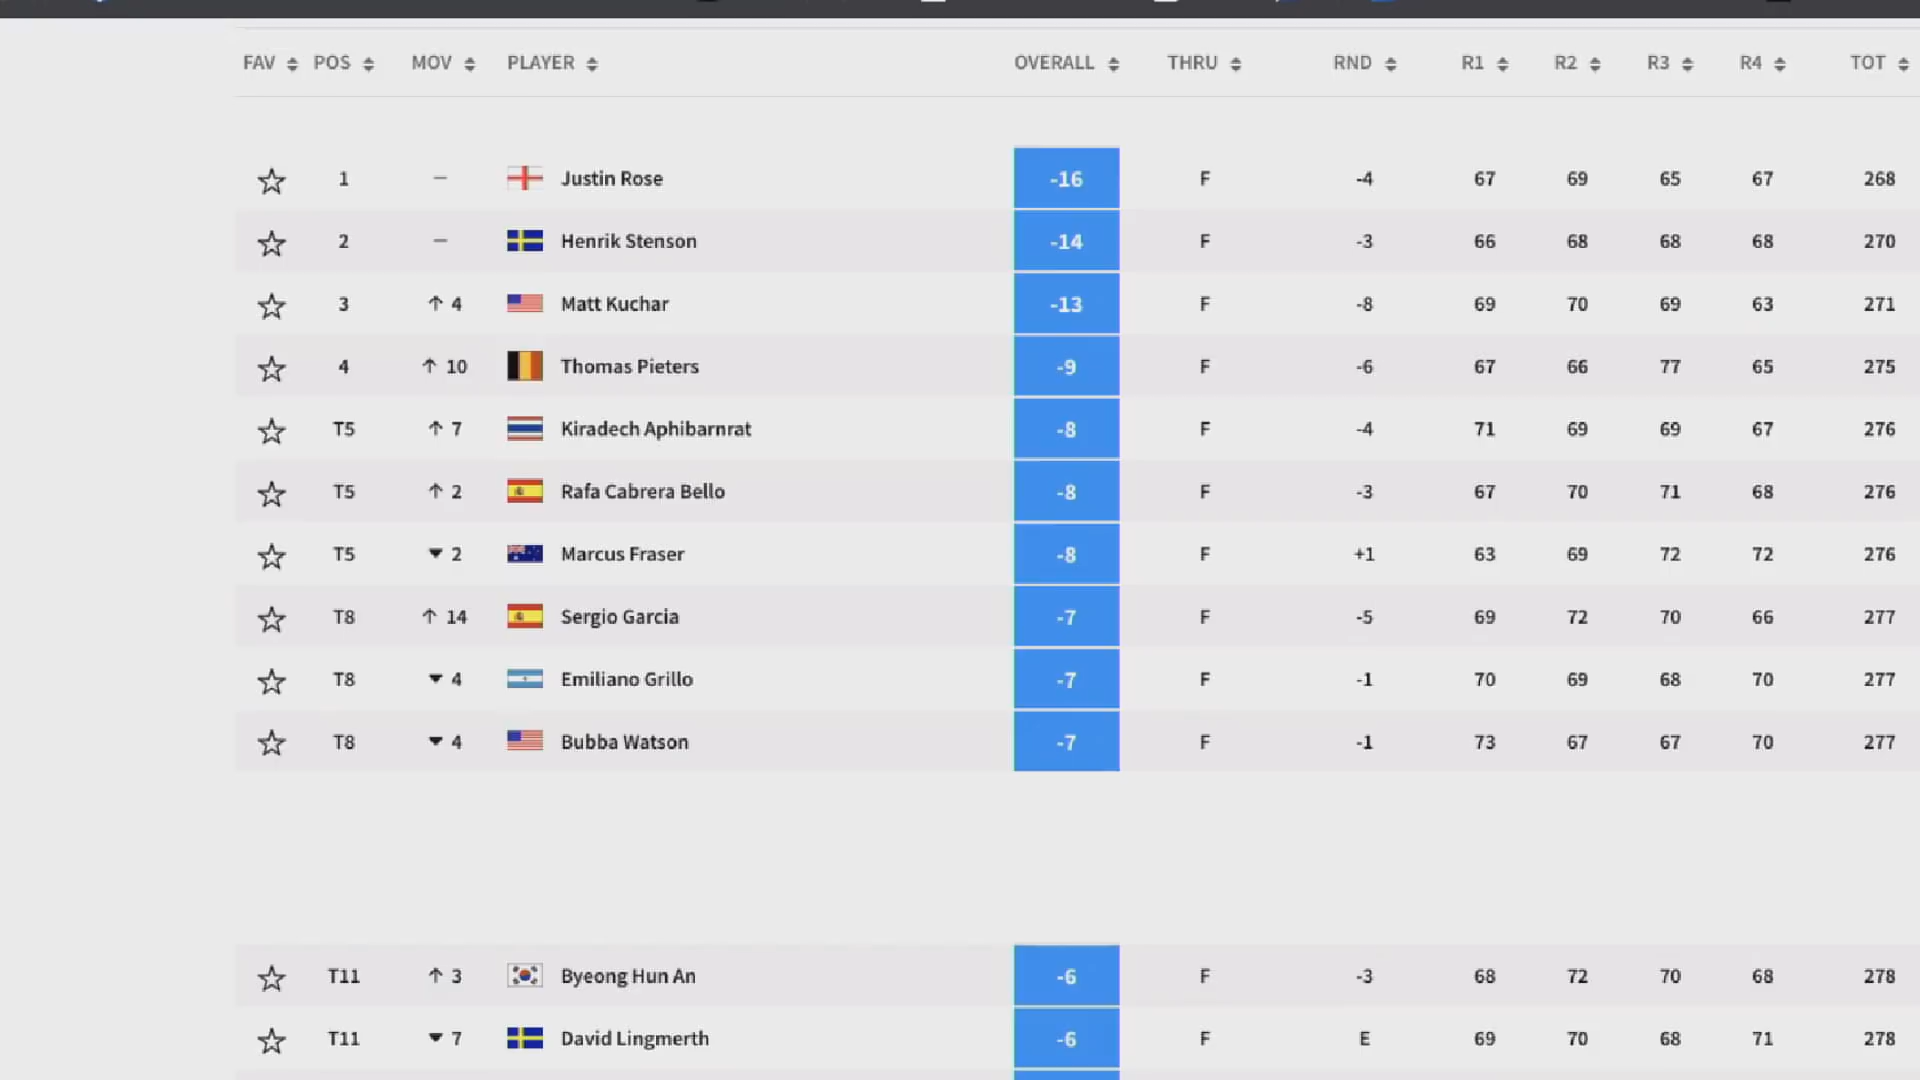 FAV POS MOV PLAYER OVERALL THRU RND R1 R2 R3 R4 TOT
1 – Justin Rose -16 F -4 67 69 65 67 268
2 – Henrik Stenson -14 F -3 66 68 68 68 270
3 ↑ 4 Matt Kuchar -13 F -8 69 70 69 63 271
4 ↑ 10 Thomas Pieters -9 F -6 67 66 77 65 275
T5 ↑ 7 Kiradech Aphibarnrat -8 F -4 71 69 69 67 276
T5 ↑ 2 Rafa Cabrera Bello -8 F -3 67 70 71 68 276
T5 ▼ 2 Marcus Fraser -8 F +1 63 69 72 72 276
T8 ↑ 14 Sergio Garcia -7 F -5 69 72 70 66 277
T8 ▼ 4 Emiliano Grillo -7 F -1 70 69 68 70 277
T8 ▼ 4 Bubba Watson -7 F -1 73 67 67 70 277
T11 ↑ 3 Byeong Hun An -6 F -3 68 72 70 68 278
T11 ▼ 7 David Lingmerth -6 F E 69 70 68 71 278